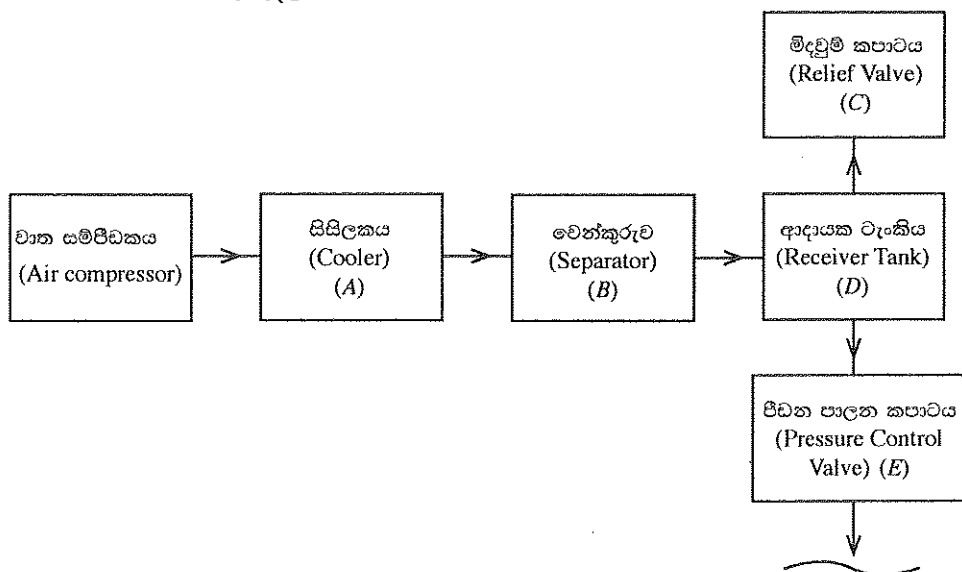 මිදවුම් කපාටය
(Relief Valve)
(C)
වාත සම්පීඩකය
(Air compressor)
සිසිලකය
(Cooler)
(A)
වෙන්කුරුව
(Separator)
(B)
ආදායක ටැංකිය
(Receiver Tank)
(D)
පීඩන පාලන කපාටය
(Pressure Control
Valve) (E)